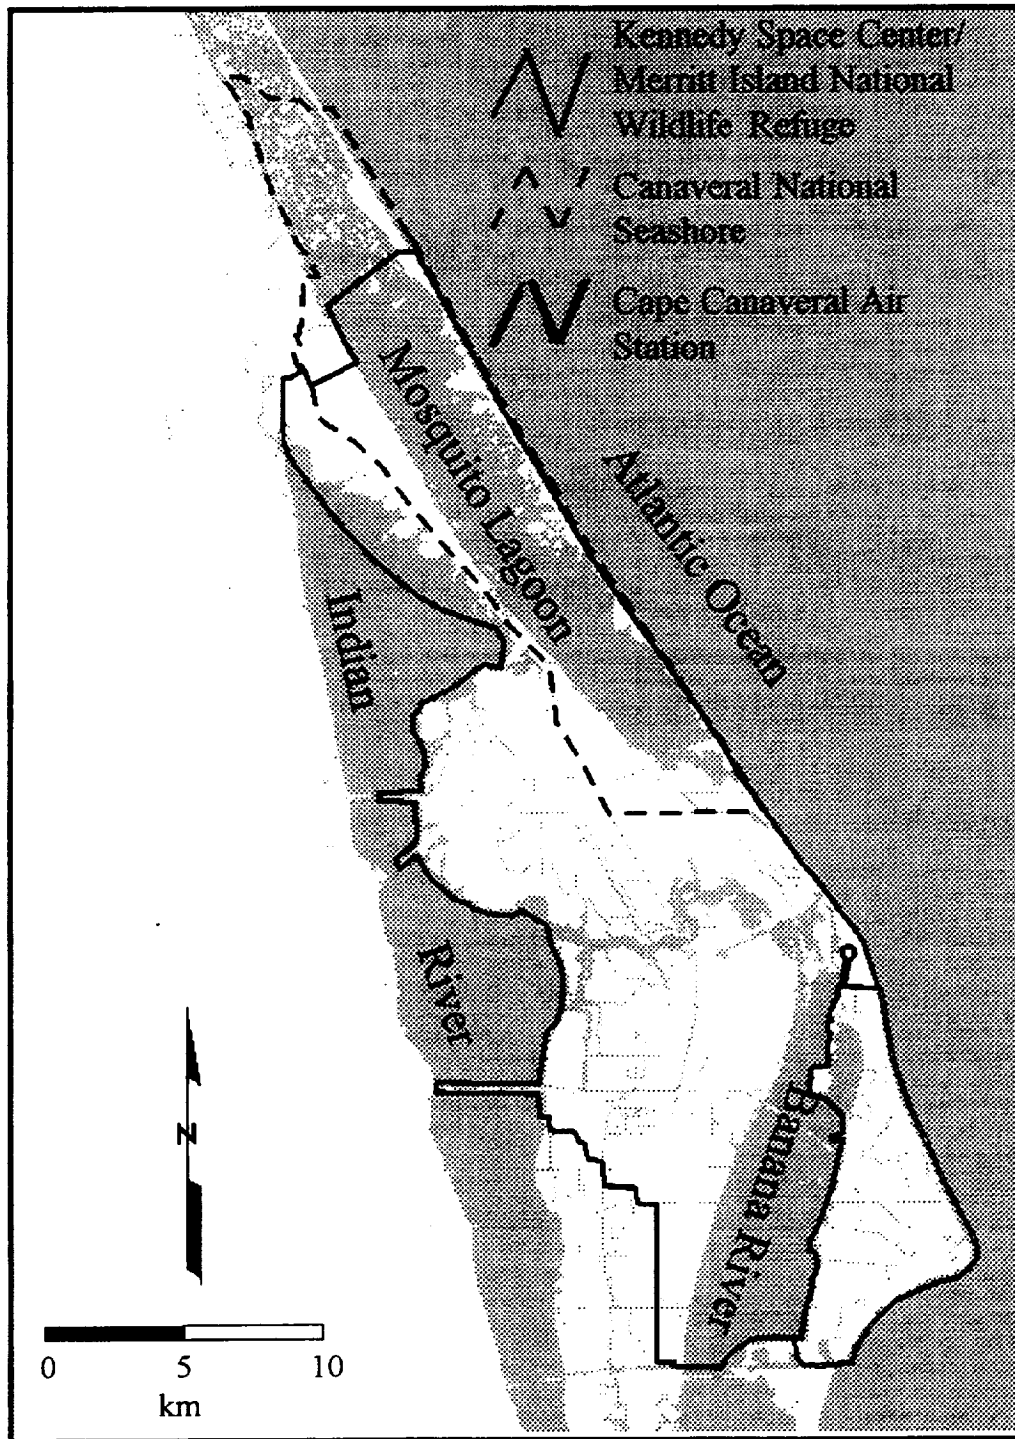 Kennedy Space Center/
Merritt Island National
Wildlife Refuge
Canaveral National
Seashore
Cape Canaveral Air
Station
Mosquito Lagoon
Atlantic Ocean
Indian
River
Banana River
N
0 5 10
km